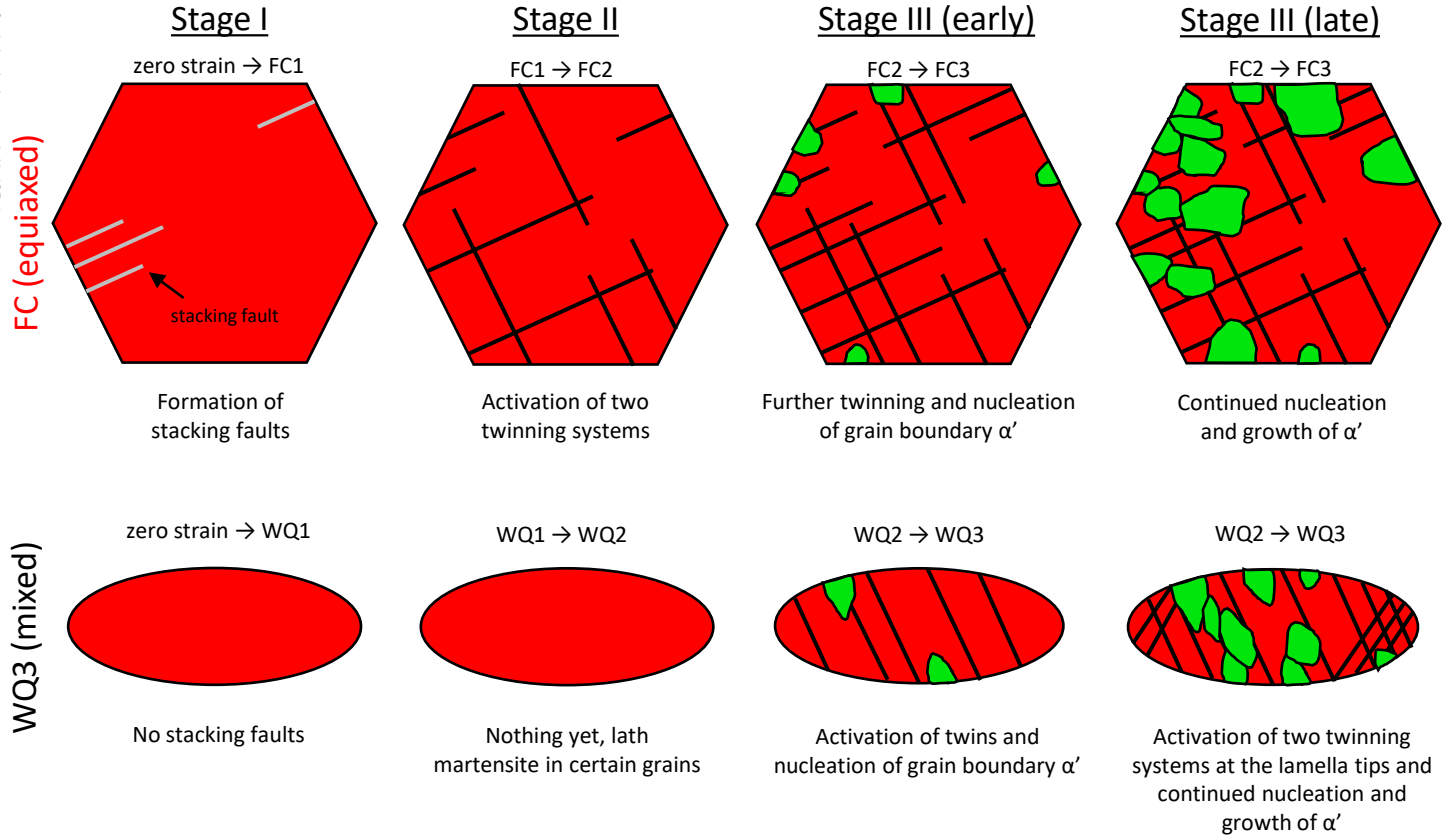 Stage I
Stage II
Stage III (early)
Stage III (late)
zero strain → FC1
FC1 → FC2
FC2 → FC3
FC2 → FC3
FC (equiaxed)
stacking fault
Formation of
stacking faults
Activation of two
twinning systems
Further twinning and nucleation
of grain boundary α’
Continued nucleation
and growth of α’
zero strain → WQ1
WQ1 → WQ2
WQ2 → WQ3
WQ2 → WQ3
WQ3 (mixed)
No stacking faults
Nothing yet, lath
martensite in certain grains
Activation of twins and
nucleation of grain boundary α’
Activation of two twinning
systems at the lamella tips and
continued nucleation and
growth of α’